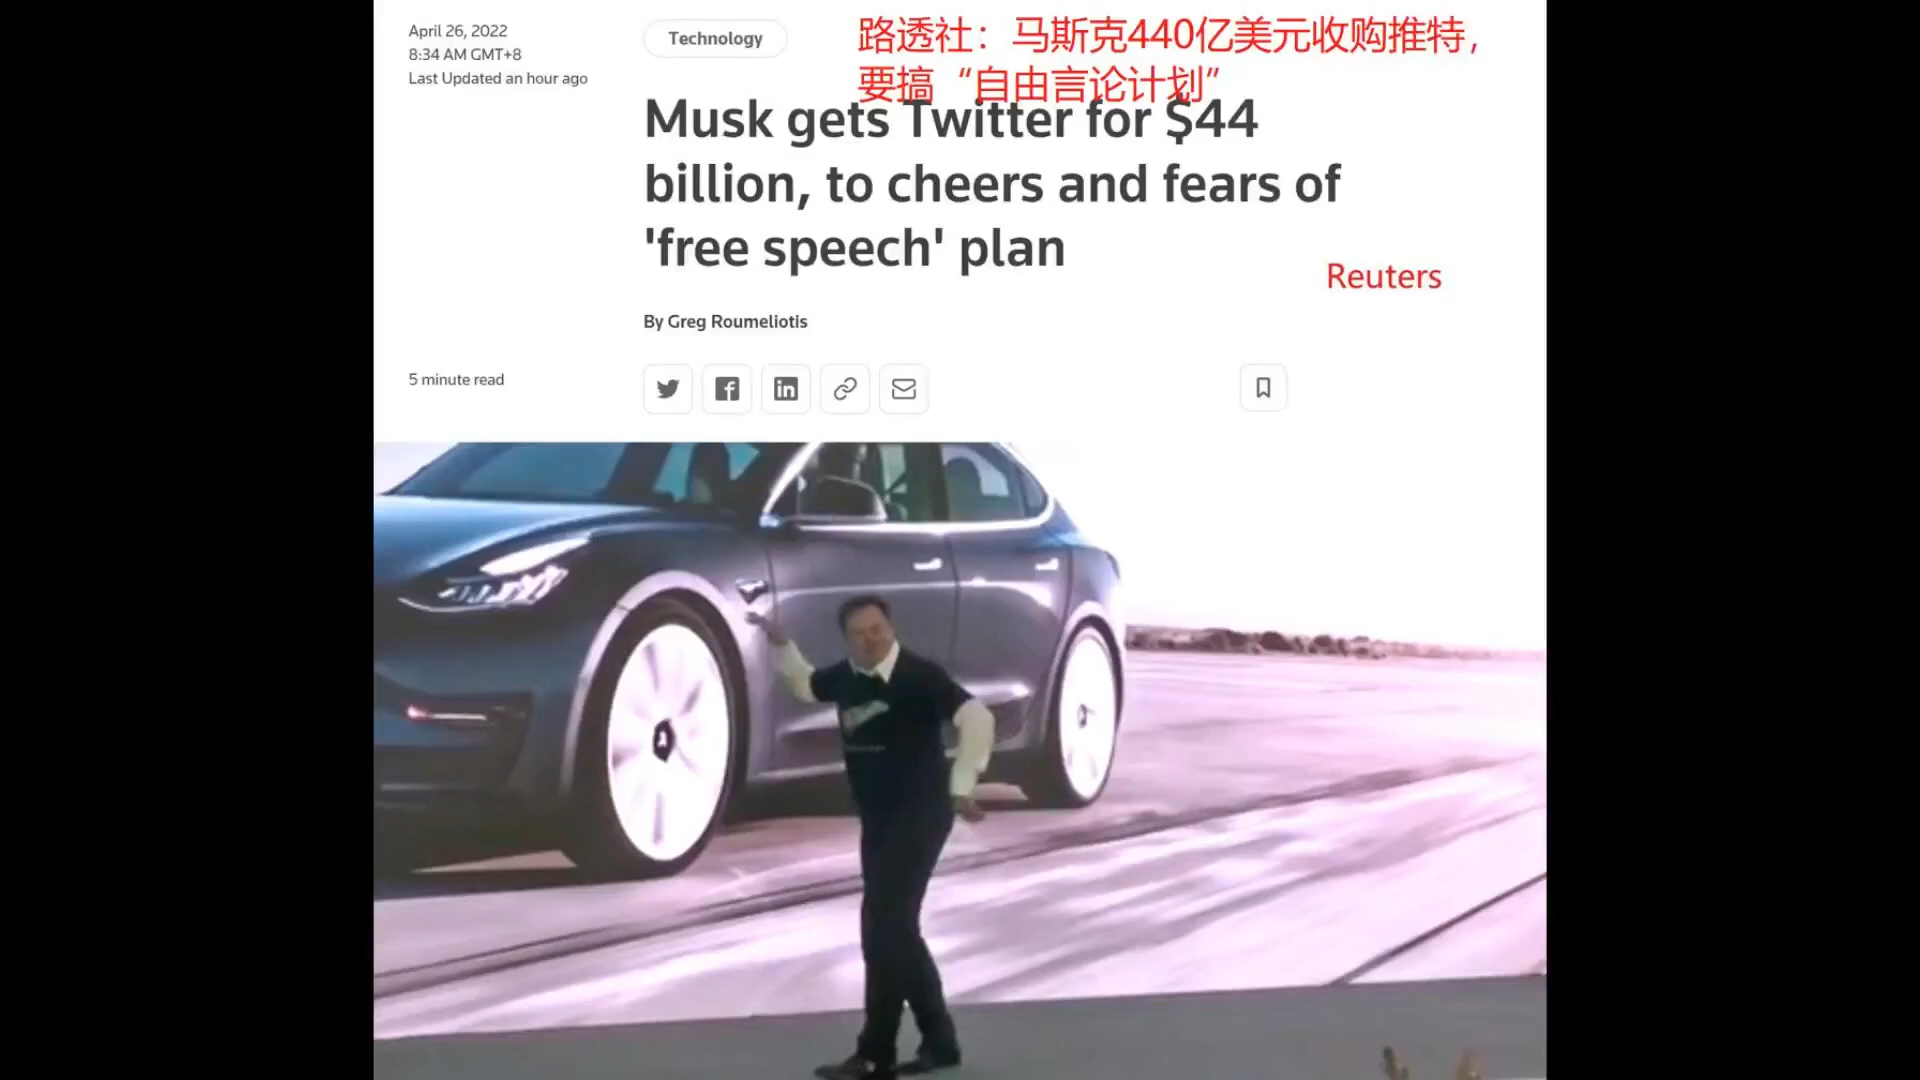 April 26, 2022
8:34 AM GMT+8
Last Updated an hour ago
Technology
路透社：马斯克440亿美元收购推特，
要搞“自由言论计划”
Musk gets Twitter for $44
billion, to cheers and fears of
'free speech' plan
Reuters
By Greg Roumeliotis
5 minute read